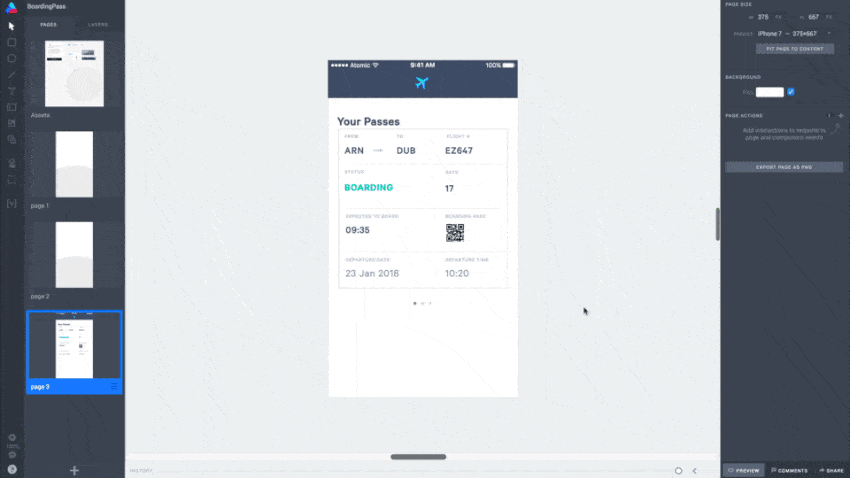 BoardingPass
PAGES LAYERS
Assets
page 1
page 2
page 3
Atomic 9:41 AM 100%
Your Passes
FROM TO FLIGHT #
ARN DUB EZ647
STATUS GATE
BOARDING 17
EXPECTED TO BOARD BOARDING PASS
09:35
DEPARTURE DATE DEPARTURE TIME
23 Jan 2018 10:20
HISTORY
PAGE SIZE
W 375 PX H 667 PX
PRESET iPhone 7 — 375×667
FIT PAGE TO CONTENT
BACKGROUND
FILL
PAGE ACTIONS
Add interactions to respond to
page and component events
EXPORT PAGE AS PNG
PREVIEW COMMENTS SHARE